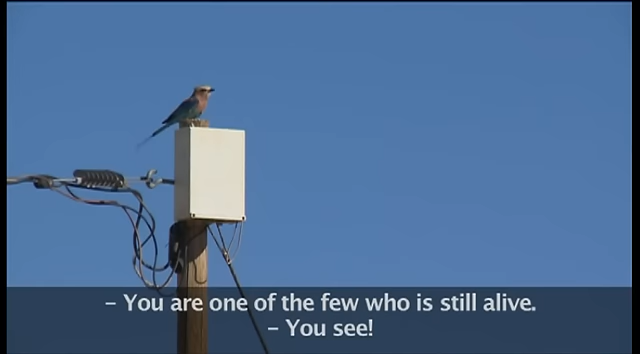 – You are one of the few who is still alive.
– You see!